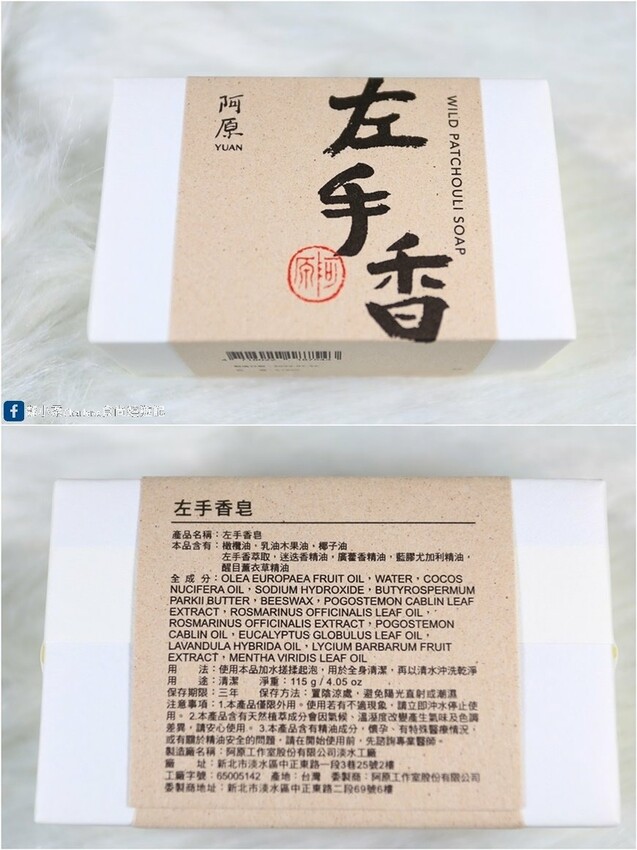 阿原
YUAN
左手香
WILD PATCHOULI SOAP
阿原
左手香皂
產品名稱：左手香皂
本品含有：橄欖油，乳油木果油，椰子油
左手香萃取，迷迭香精油，廣藿香精油，藍膠尤加利精油，
醒目薰衣草精油
全 成 分：OLEA EUROPAEA FRUIT OIL，WATER，COCOS
NUCIFERA OIL，SODIUM HYDROXIDE，BUTYROSPERMUM
PARKII BUTTER，BEESWAX，POGOSTEMON CABLIN LEAF
EXTRACT，ROSMARINUS OFFICINALIS LEAF OIL，
ROSMARINUS OFFICINALIS EXTRACT，POGOSTEMON
CABLIN OIL，EUCALYPTUS GLOBULUS LEAF OIL，
LAVANDULA HYBRIDA OIL，LYCIUM BARBARUM FRUIT
EXTRACT，MENTHA VIRIDIS LEAF OIL
用　　法：使用本品加水搓揉起泡，用於全身清潔，再以清水沖洗乾淨
用　　途：清潔　淨重：115 g / 4.05 oz
保存期限：三年　保存方法：置陰涼處，避免陽光直射或潮濕
注意事項：1.本產品僅限外用。使用若有不適現象，請立即沖水停止使
用。2.本產品含有天然植萃成分會因氣候，溫溼度改變產生氣味及色調
差異，請安心使用。3.本產品含有精油成分，懷孕、有特殊醫療情況，
或有關於精油安全的問題，請在開始使用前，先諮詢專業醫師。
製造廠名稱：阿原工作室股份有限公司淡水工廠
廠　　址：新北市淡水區中正東路一段3巷25號2樓
工廠字號：65005142　產地：台灣　委製商：阿原工作室股份有限公司
委製商地址：新北市淡水區中正東路二段69號6樓